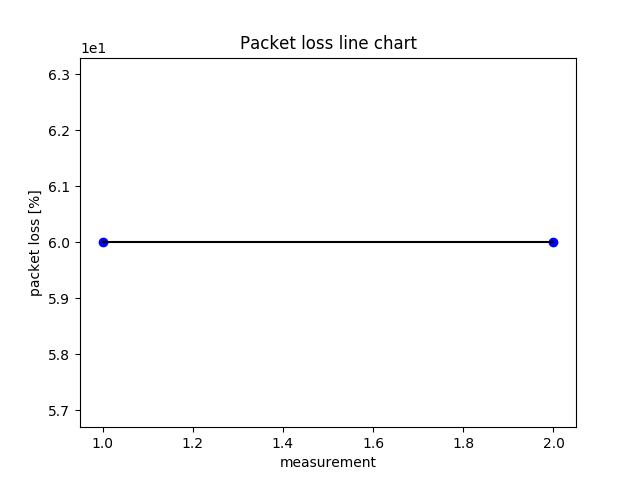 Packet loss line chart
1e1
6.3
6.2
6.1
6.0
5.9
5.8
5.7
packet loss [%]
1.0 1.2 1.4 1.6 1.8 2.0
measurement